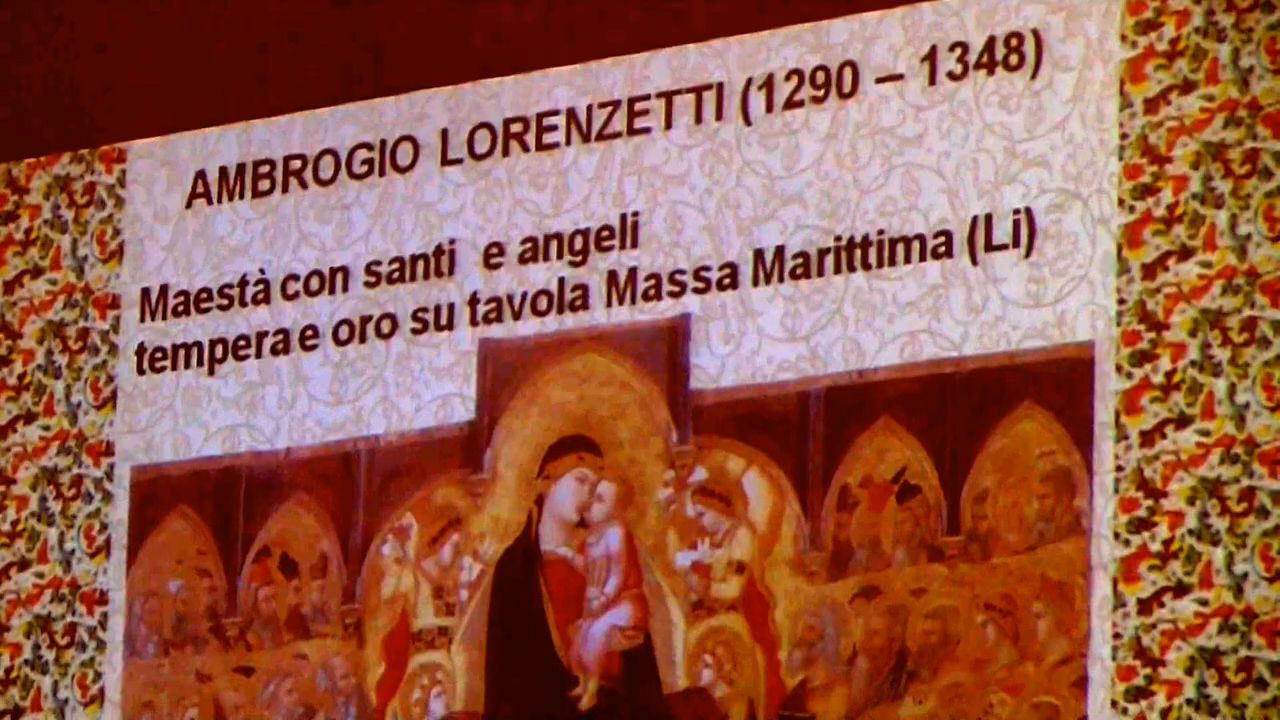 AMBROGIO LORENZETTI (1290 – 1348)
Maestà con santi e angeli
tempera e oro su tavola Massa Marittima (Li)